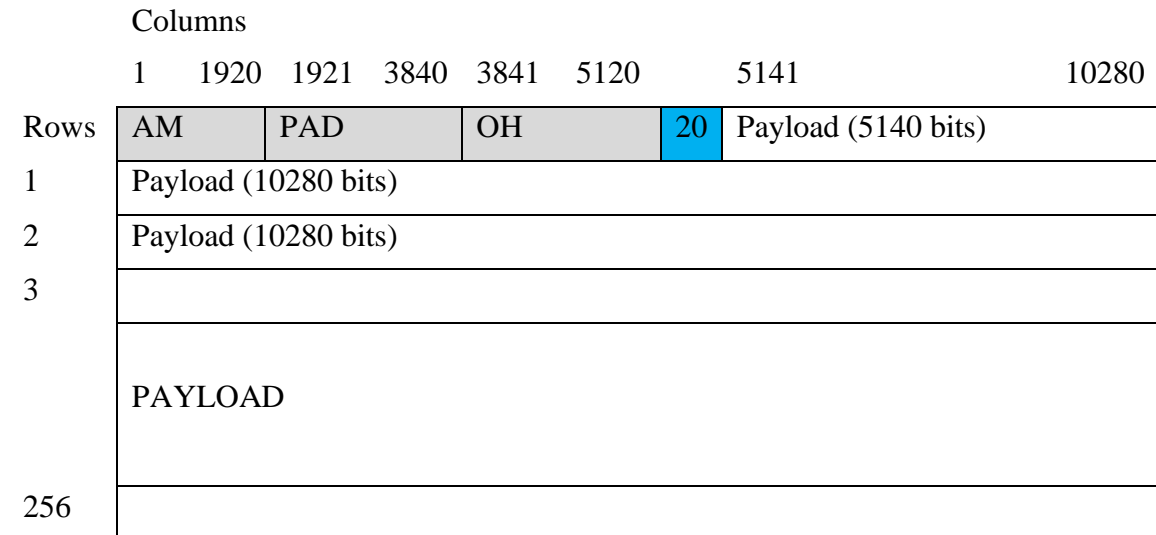 Columns
1 1920 1921 3840 3841 5120 5141 10280
Rows AM PAD OH 20 Payload (5140 bits)
1 Payload (10280 bits)
2 Payload (10280 bits)
3
PAYLOAD
256